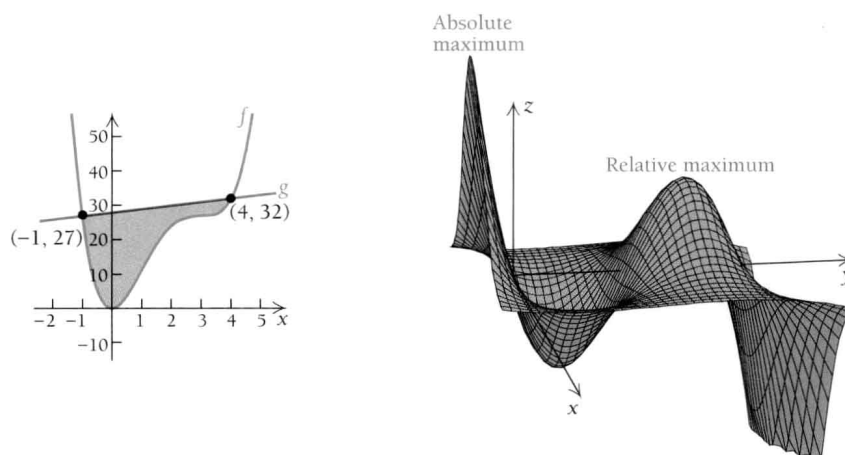 f
50
40
30
20
10
-10
g
(4, 32)
(−1, 27)
-2 -1 1 2 3 4 5 x
Absolute
maximum
z
Relative maximum
y
x